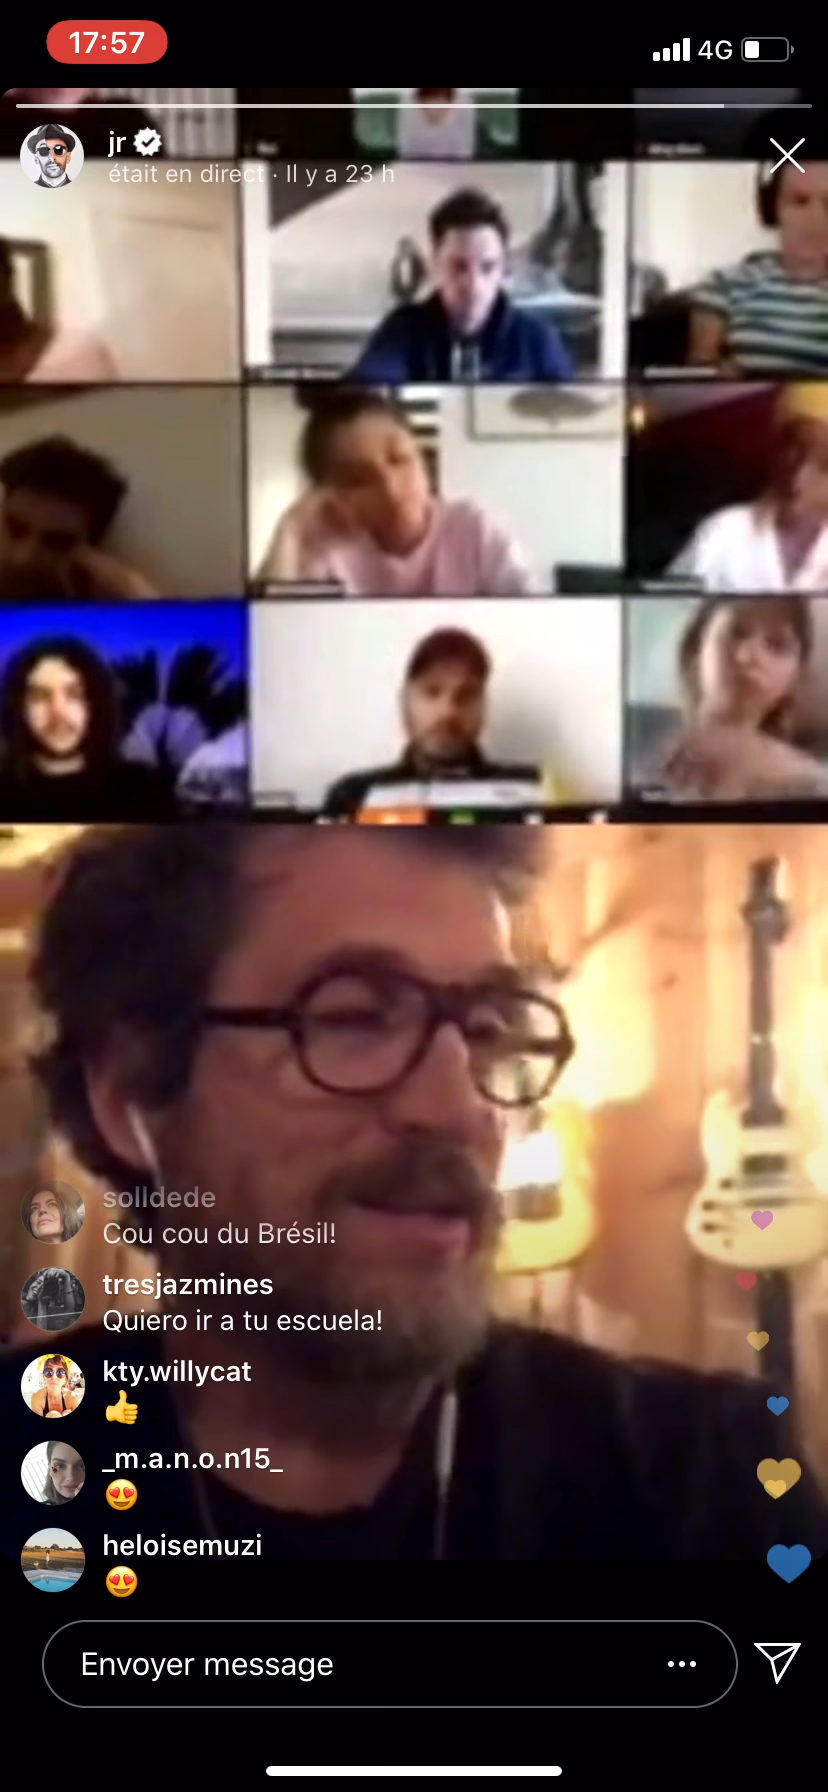 17:57
4G
jr
était en direct · Il y a 23 h
solldede
Cou cou du Brésil!
tresjazmines
Quiero ir a tu escuela!
kty.willycat
👍
_m.a.n.o.n15_
😍
heloisemuzi
😍
Envoyer message